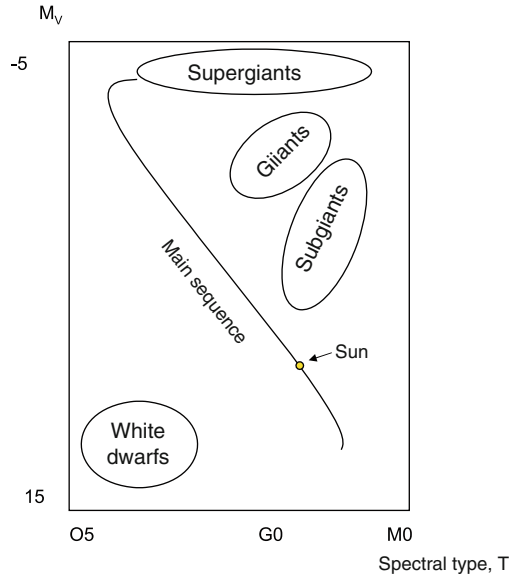 M_V
-5
Supergiants
Giiants
Subgiants
Main sequence
Sun
White
dwarfs
15
O5 G0 M0
Spectral type, T